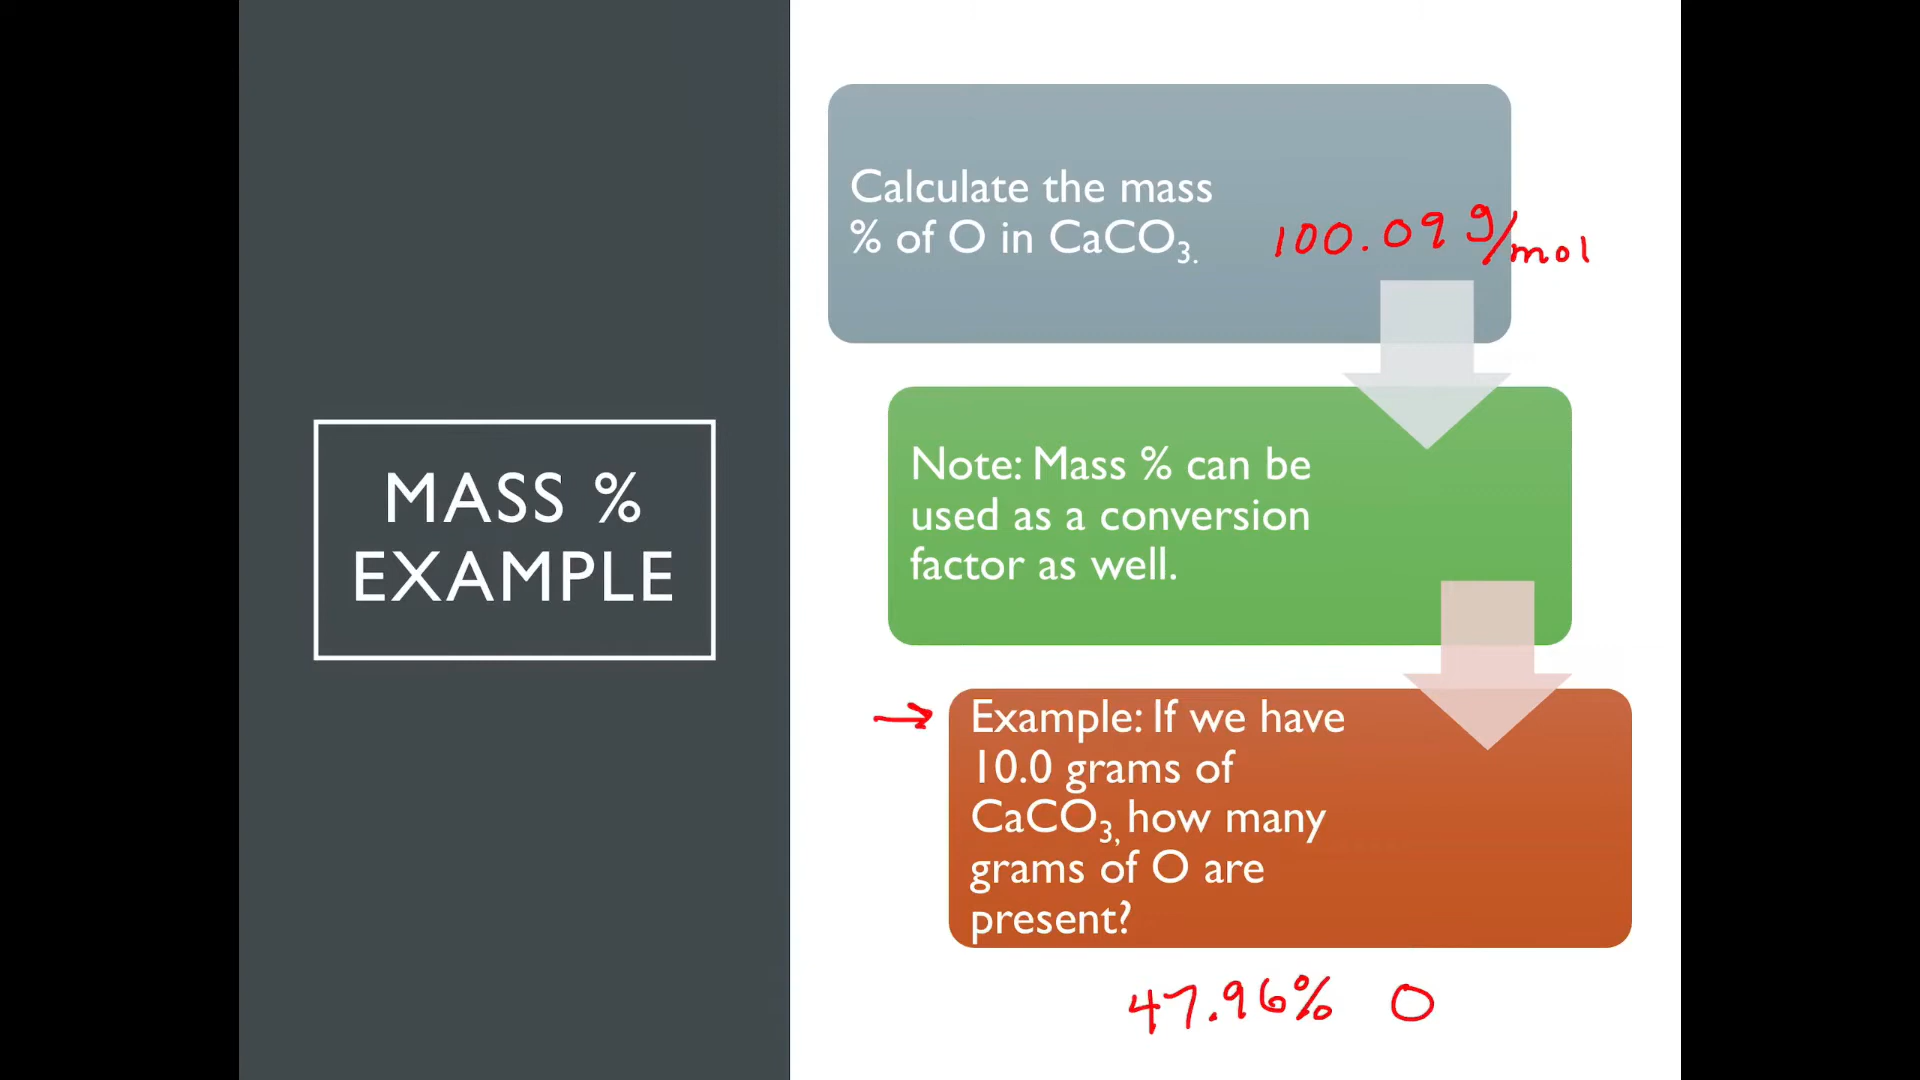 MASS %
EXAMPLE
Calculate the mass
% of O in CaCO₃.
100.09 g/mol
Note: Mass % can be
used as a conversion
factor as well.
→ Example: If we have
10.0 grams of
CaCO₃, how many
grams of O are
present?
47.96% O